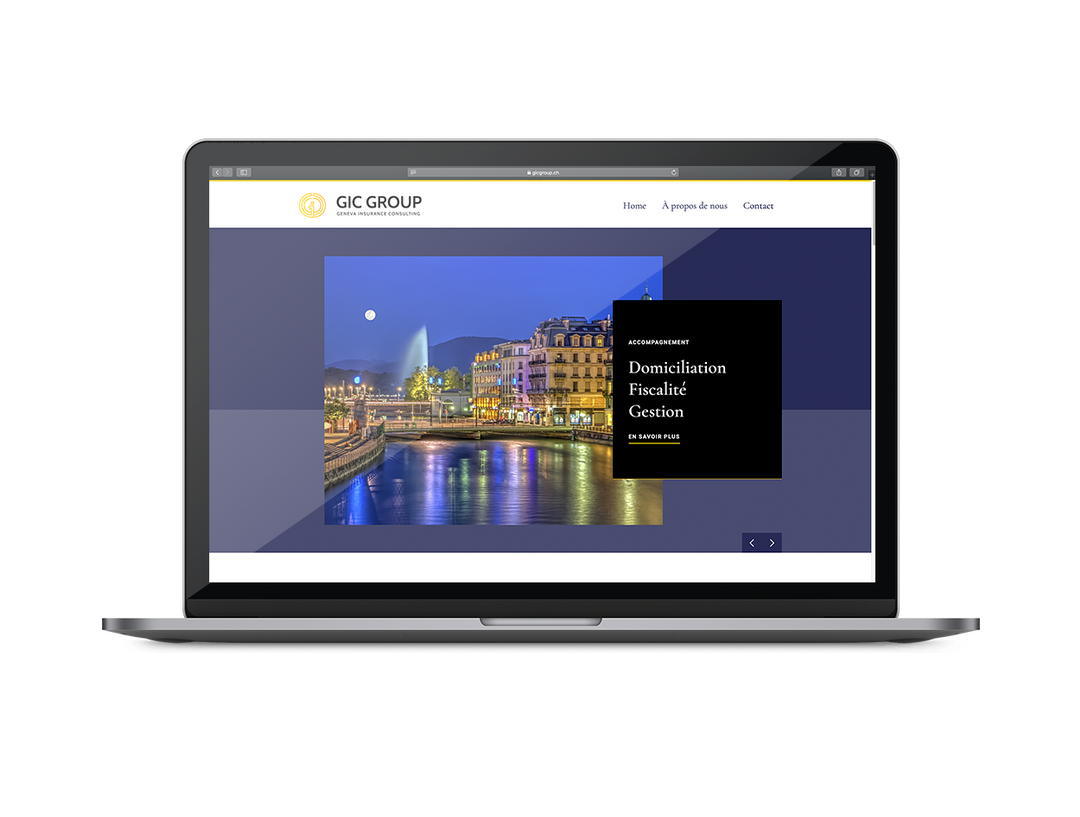 gicgroup.ch
GIC GROUP
GENEVA INSURANCE CONSULTING
Home À propos de nous Contact
ACCOMPAGNEMENT
Domiciliation
Fiscalité
Gestion
EN SAVOIR PLUS